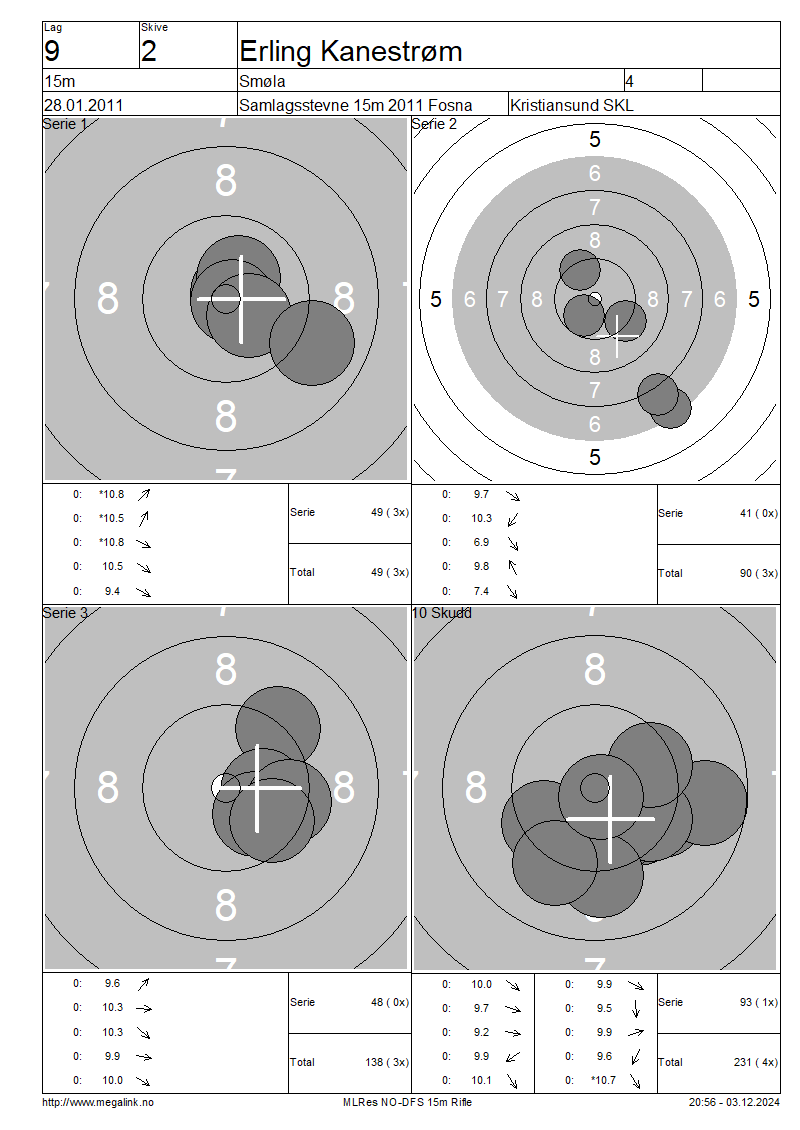 Lag Skive
9 2 Erling Kanestrøm
15m Smøla 4
28.01.2011 Samlagsstevne 15m 2011 Fosna Kristiansund SKL
Serie 1 Serie 2
7
8
7 8 8
8
7
5
6
7
8
5 6 7 8 8 7 6 5
8
7
6
5
0: *10.8
0: *10.5
0: *10.8
0: 10.5
0: 9.4
Serie 49 ( 3x)
Total 49 ( 3x)
0: 9.7
0: 10.3
0: 6.9
0: 9.8
0: 7.4
Serie 41 ( 0x)
Total 90 ( 3x)
Serie 3 10 Skudd
7
8
8 8 7
8
7
7
8
8
7
0: 9.6
0: 10.3
0: 10.3
0: 9.9
0: 10.0
Serie 48 ( 0x)
Total 138 ( 3x)
0: 10.0 0: 9.9
0: 9.7 0: 9.5
0: 9.2 0: 9.9
0: 9.9 0: 9.6
0: 10.1 0: *10.7
Serie 93 ( 1x)
Total 231 ( 4x)
http://www.megalink.no MLRes NO-DFS 15m Rifle 20:56 - 03.12.2024